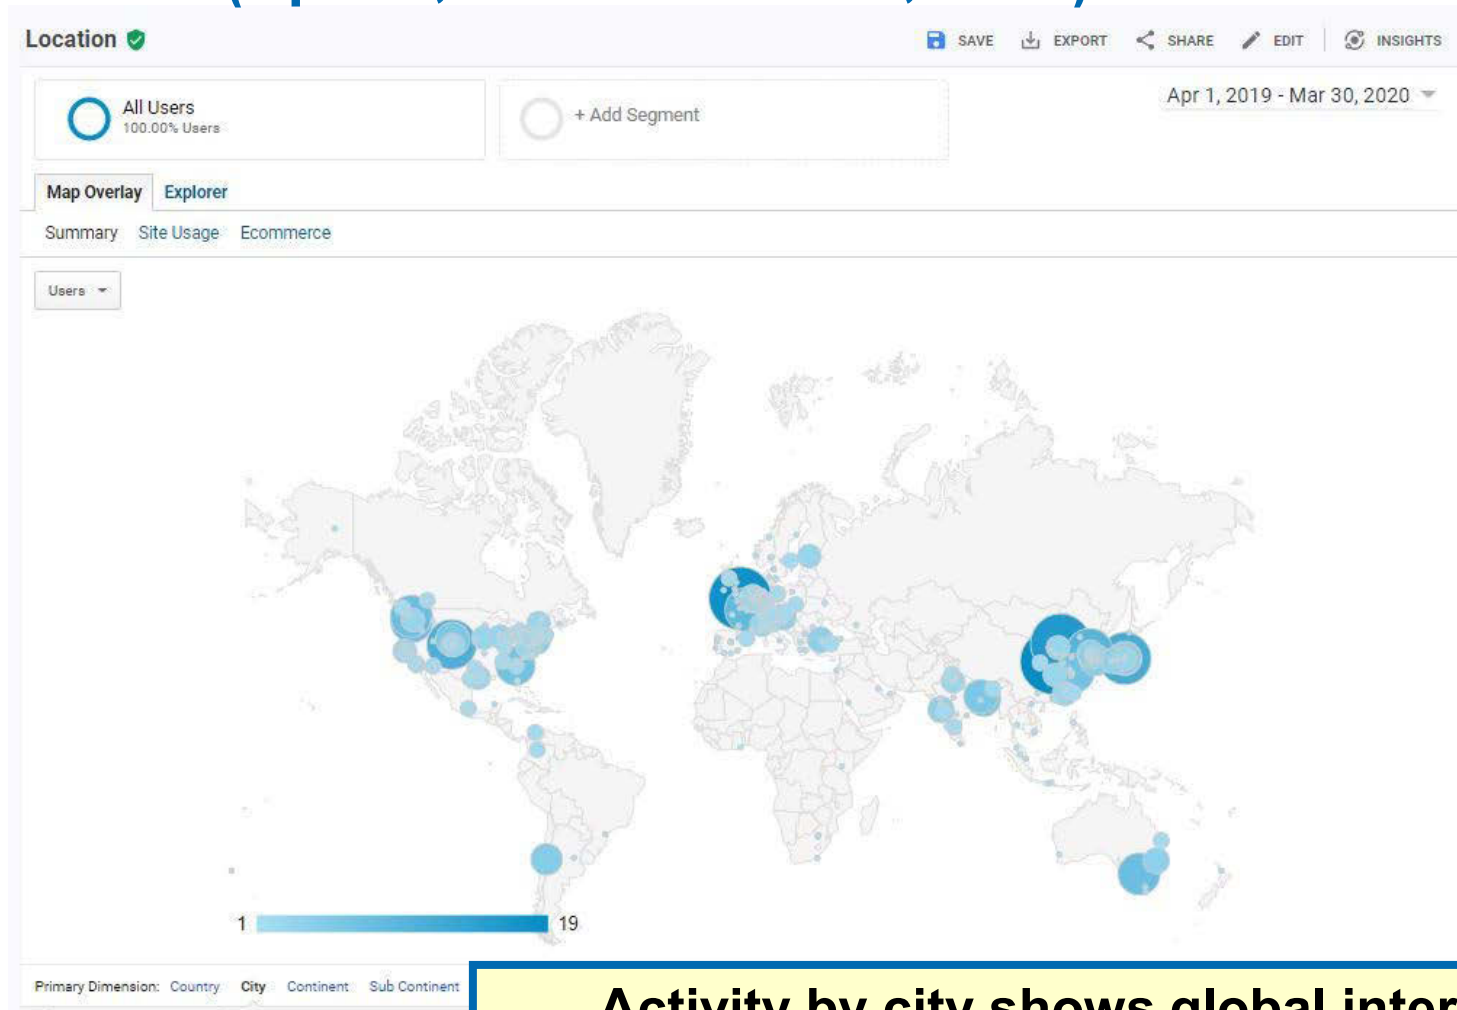 Location
SAVE EXPORT SHARE EDIT INSIGHTS
All Users
100.00% Users
+ Add Segment
Apr 1, 2019 - Mar 30, 2020
Map Overlay Explorer
Summary Site Usage Ecommerce
Users
1 19
Primary Dimension: Country City Continent Sub Continent
Activity by city shows global inter